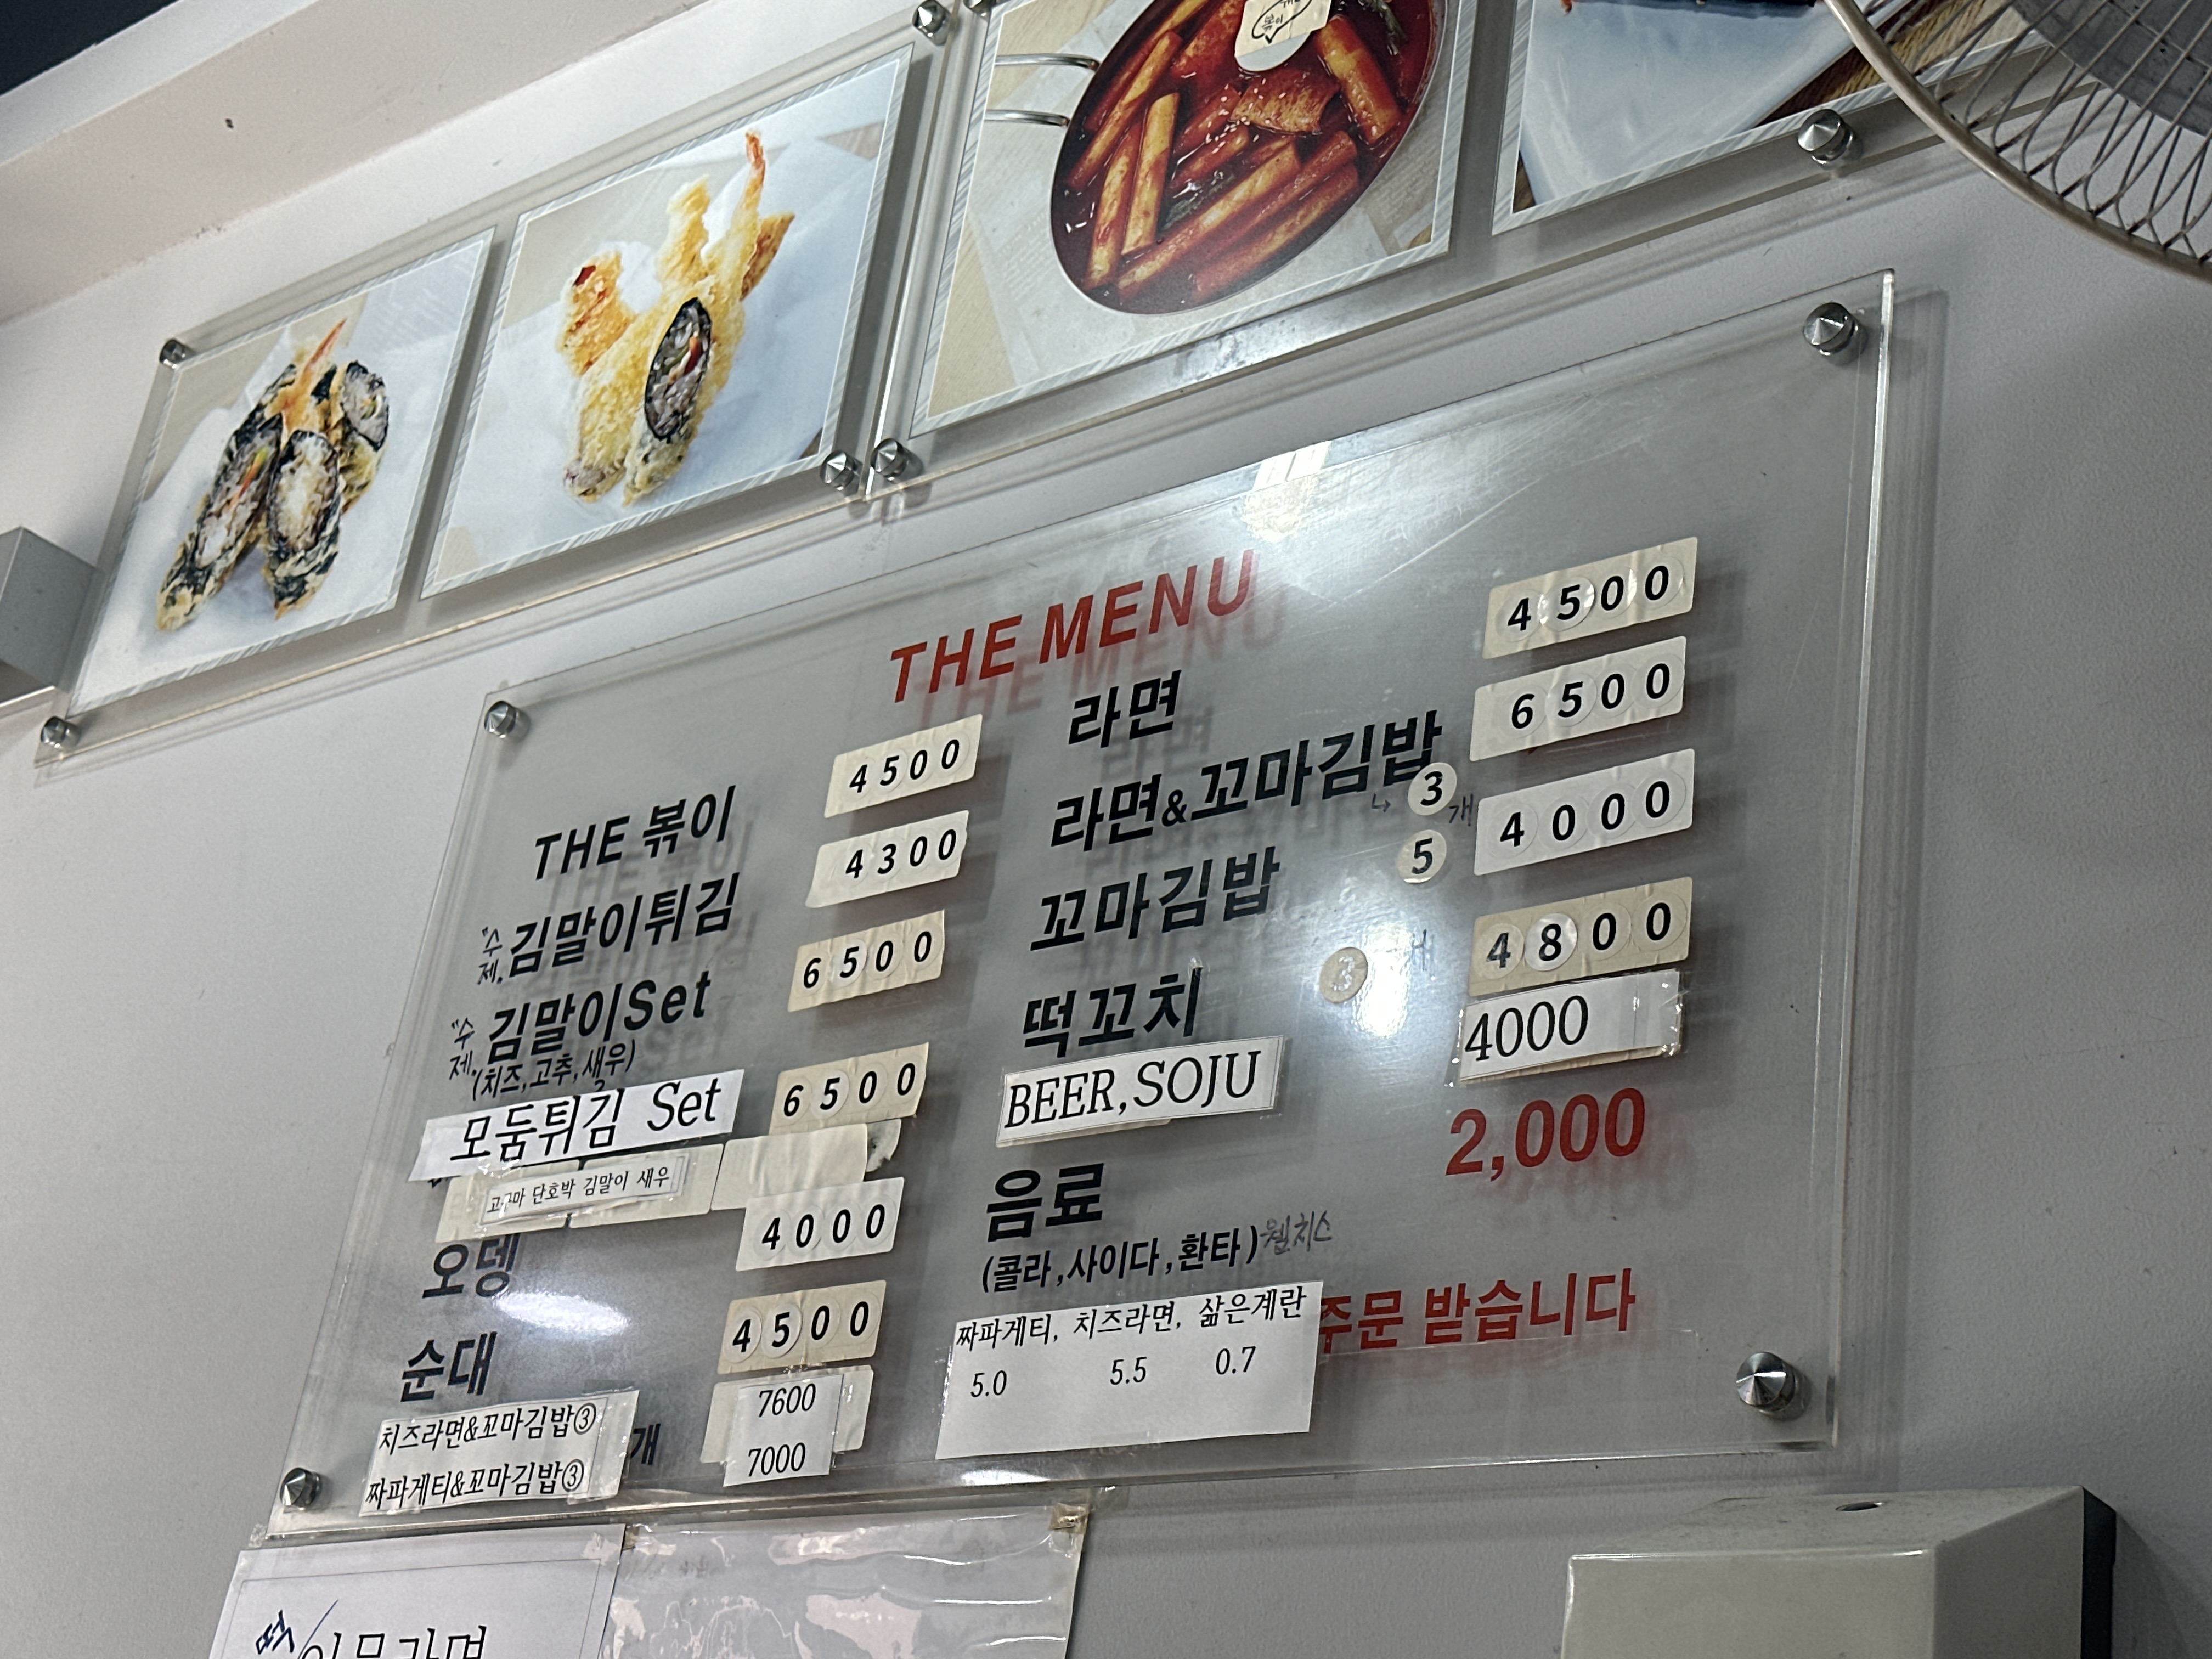 THE MENU
THE 볶이 4500
"수제" 김말이튀김 4300
"수제" 김말이Set 6500
(치즈,고추,새우)
모둠튀김 Set 6500
고구마 단호박 김말이 새우
오뎅 4000
순대 4500
치즈라면&꼬마김밥③ 7600
개
짜파게티&꼬마김밥③ 7000
라면 4500
라면&꼬마김밥 6500
↳ 3개
꼬마김밥 5 4000
떡꼬치 3개 4800
BEER,SOJU 4000
음료 2,000
(콜라,사이다,환타) 웰치스
짜파게티, 치즈라면, 삶은계란
5.0 5.5 0.7
주문 받습니다